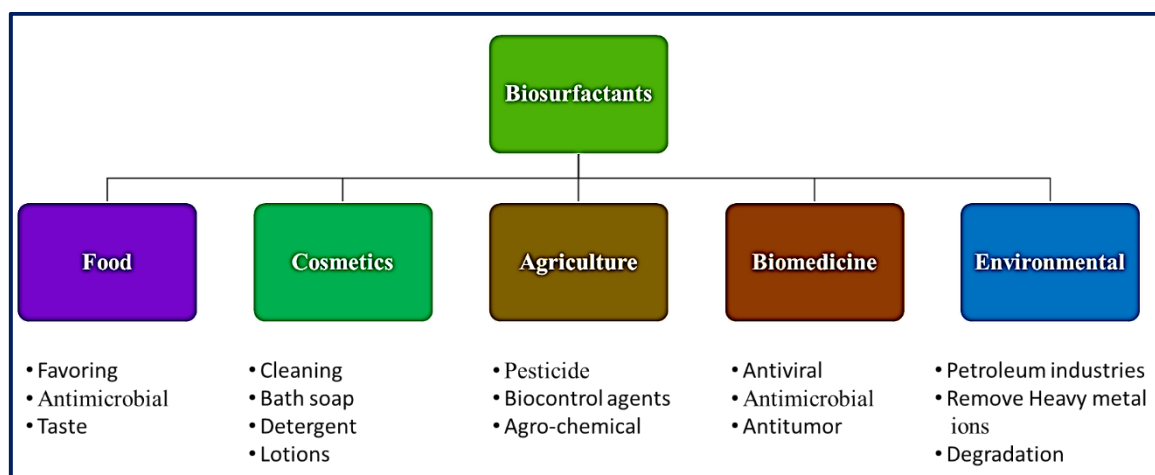 Biosurfactants
Food
Cosmetics
Agriculture
Biomedicine
Environmental
• Favoring
• Antimicrobial
• Taste
• Cleaning
• Bath soap
• Detergent
• Lotions
• Pesticide
• Biocontrol agents
• Agro-chemical
• Antiviral
• Antimicrobial
• Antitumor
• Petroleum industries
• Remove Heavy metal
ions
• Degradation